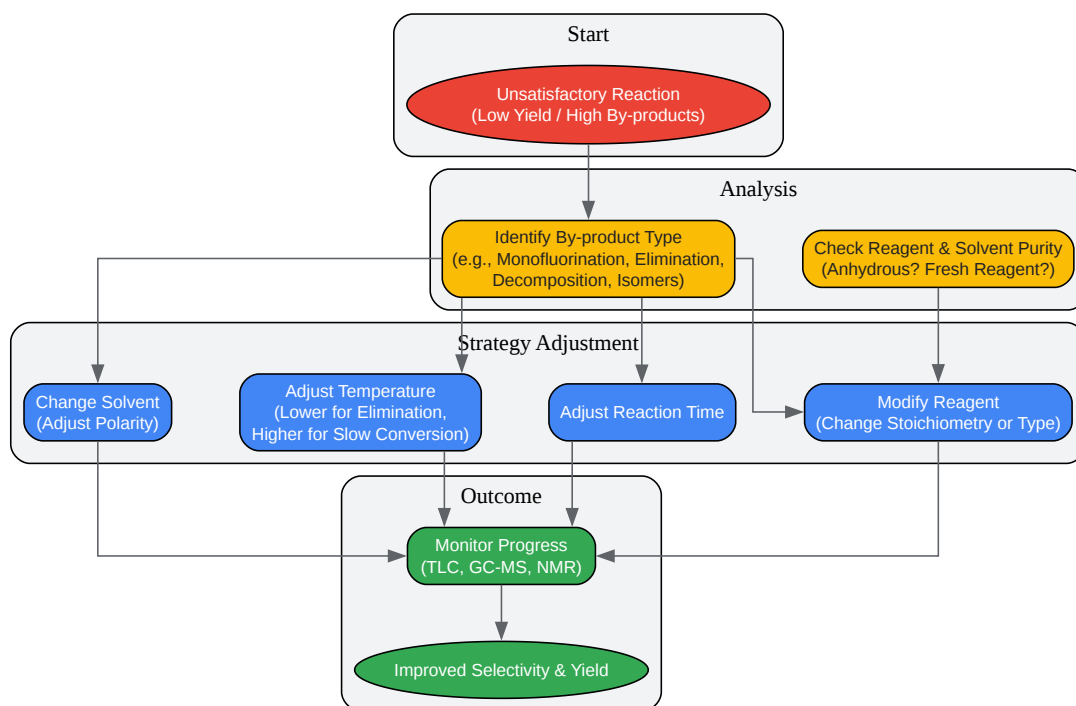 Start
Unsatisfactory Reaction
(Low Yield / High By-products)
Analysis
Identify By-product Type
(e.g., Monofluorination, Elimination,
Decomposition, Isomers)
Check Reagent & Solvent Purity
(Anhydrous? Fresh Reagent?)
Strategy Adjustment
Change Solvent
(Adjust Polarity)
Adjust Temperature
(Lower for Elimination,
Higher for Slow Conversion)
Adjust Reaction Time
Modify Reagent
(Change Stoichiometry or Type)
Outcome
Monitor Progress
(TLC, GC-MS, NMR)
Improved Selectivity & Yield